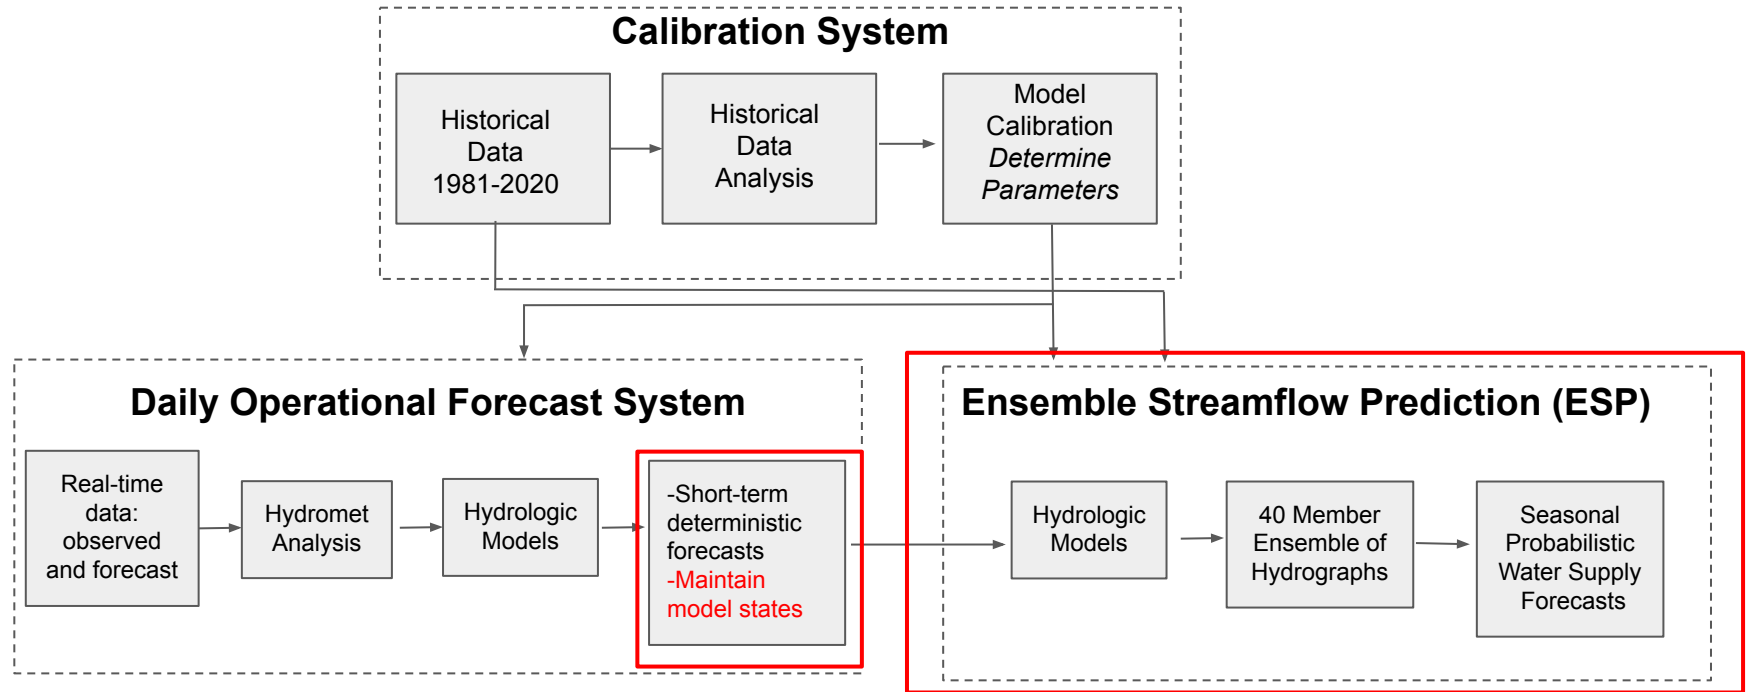 Calibration System
Historical
Data
1981-2020
Historical
Data
Analysis
Model
Calibration
Determine
Parameters
Daily Operational Forecast System
Real-time
data:
observed
and forecast
Hydromet
Analysis
Hydrologic
Models
-Short-term
deterministic
forecasts
-Maintain
model states
Ensemble Streamflow Prediction (ESP)
Hydrologic
Models
40 Member
Ensemble of
Hydrographs
Seasonal
Probabilistic
Water Supply
Forecasts